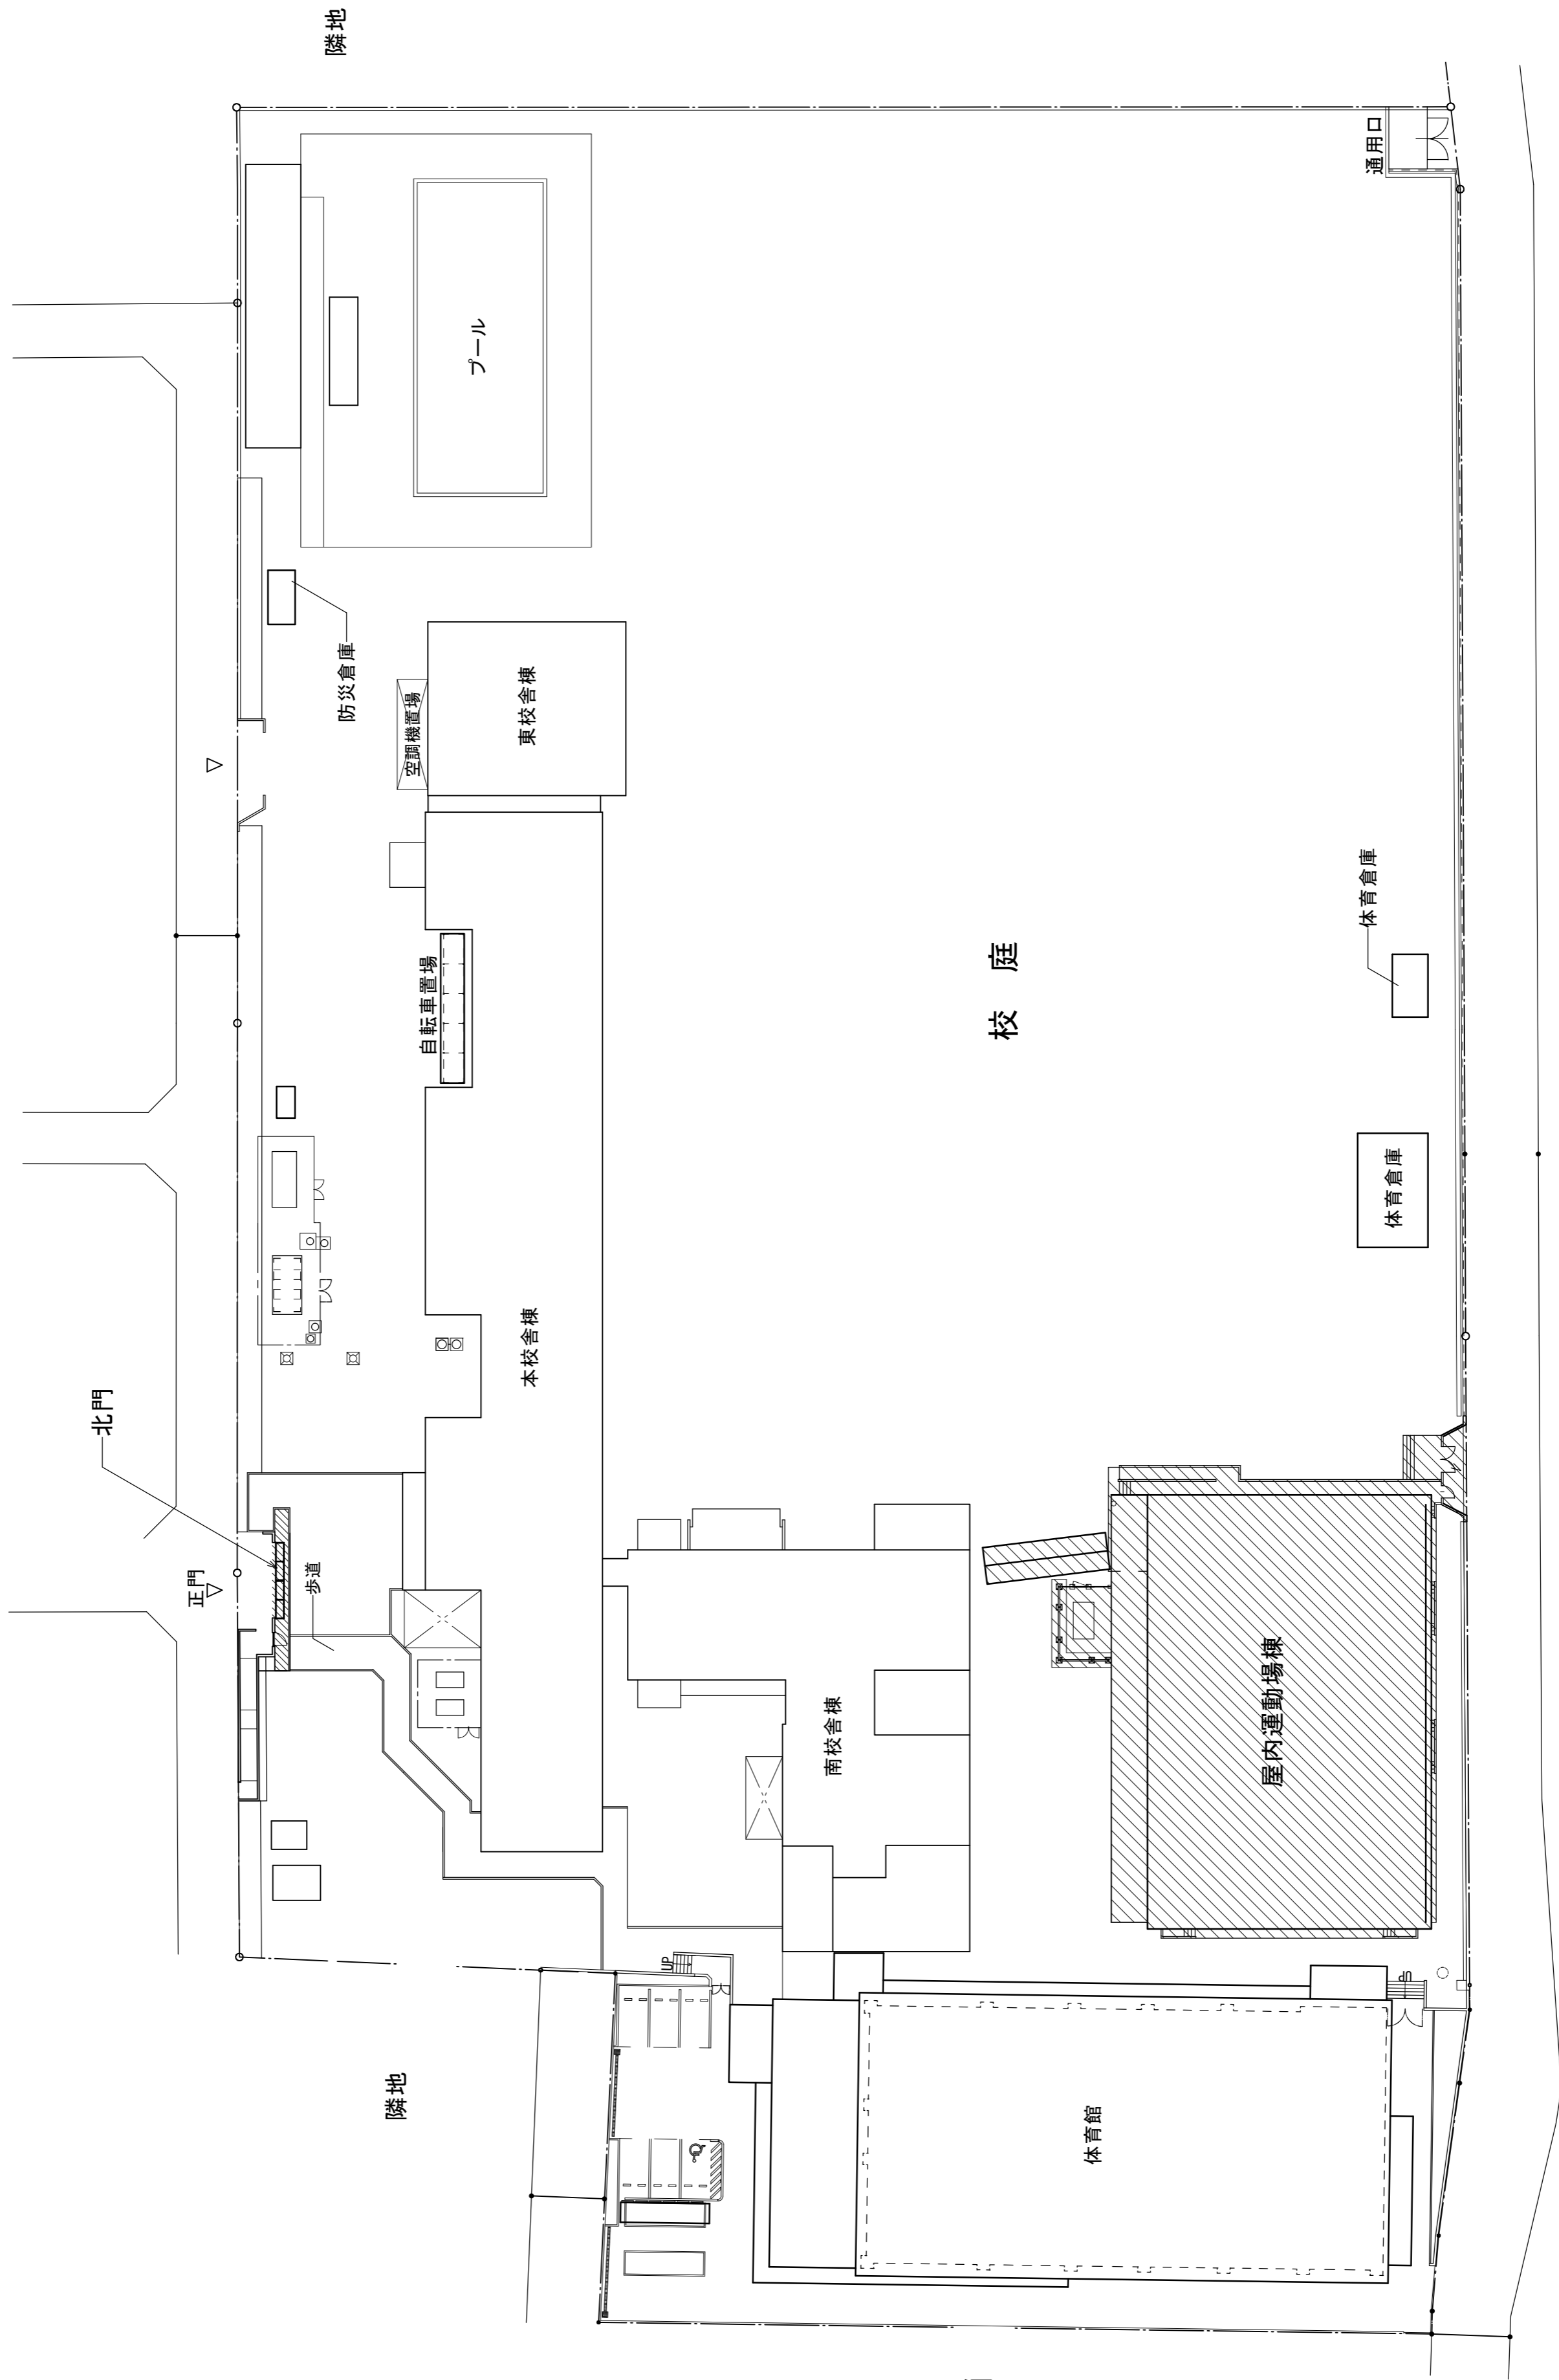 隣地
通用口
プール
防災倉庫
空調機置場
東校舎棟
自転車置場
体育倉庫
校庭
体育倉庫
本校舎棟
北門
正門
歩道
南校舎棟
屋内運動場棟
UP
UP
隣地
体育館